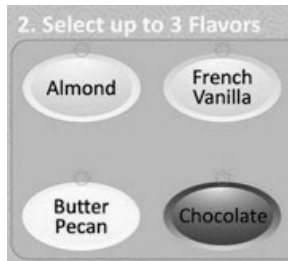 2. Select up to 3 Flavors
Almond
French
Vanilla
Butter
Pecan
Chocolate